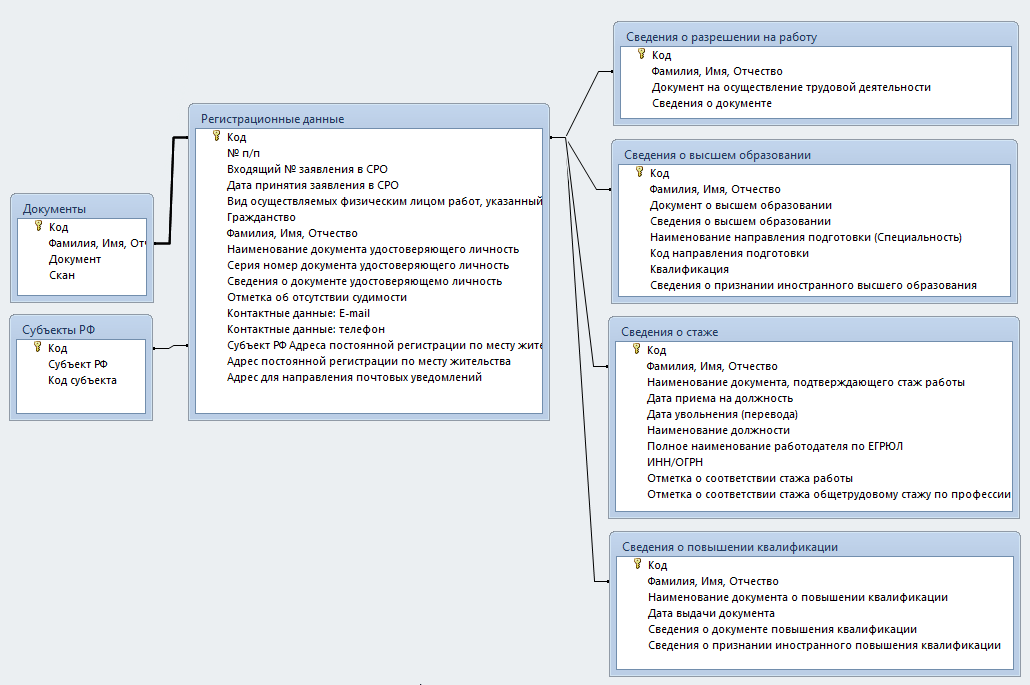 Документы
Код
Фамилия, Имя, От
Документ
Скан
Субъекты РФ
Код
Субъект РФ
Код субъекта
Регистрационные данные
Код
№ п/п
Входящий № заявления в СРО
Дата принятия заявления в СРО
Вид осуществляемых физическим лицом работ, указанный
Гражданство
Фамилия, Имя, Отчество
Наименование документа удостоверяющего личность
Серия номер документа удостоверяющего личность
Сведения о документе удостоверяющемо личность
Отметка об отсутствии судимости
Контактные данные: E-mail
Контактные данные: телефон
Субъект РФ Адреса постоянной регистрации по месту жите
Адрес постоянной регистрации по месту жительства
Адрес для направления почтовых уведомлений
Сведения о разрешении на работу
Код
Фамилия, Имя, Отчество
Документ на осуществление трудовой деятельности
Сведения о документе
Сведения о высшем образовании
Код
Фамилия, Имя, Отчество
Документ о высшем образовании
Сведения о высшем образовании
Наименование направления подготовки (Специальность)
Код направления подготовки
Квалификация
Сведения о признании иностранного высшего образования
Сведения о стаже
Код
Фамилия, Имя, Отчество
Наименование документа, подтверждающего стаж работы
Дата приема на должность
Дата увольнения (перевода)
Наименование должности
Полное наименование работодателя по ЕГРЮЛ
ИНН/ОГРН
Отметка о соответствии стажа работы
Отметка о соответствии стажа общетрудовому стажу по профессии
Сведения о повышении квалификации
Код
Фамилия, Имя, Отчество
Наименование документа о повышении квалификации
Дата выдачи документа
Сведения о документе повышения квалификации
Сведения о признании иностранного повышения квалификации